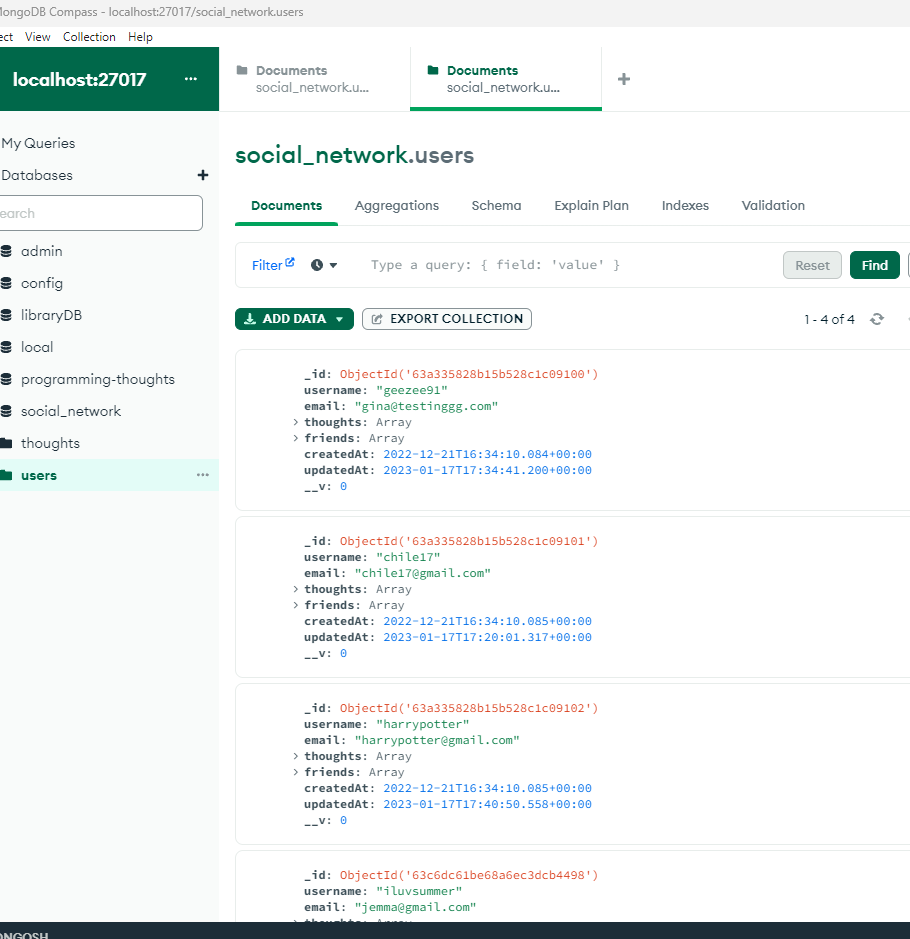 MongoDB Compass - localhost:27017/social_network.users
ect View Collection Help
localhost:27017 ...
Documents
social_network.u...
Documents
social_network.u...
+
My Queries
Databases +
earch
admin
config
libraryDB
local
programming-thoughts
social_network
thoughts
users ...
social_network.users
Documents Aggregations Schema Explain Plan Indexes Validation
Filter Type a query: { field: 'value' } Reset Find
ADD DATA EXPORT COLLECTION 1 - 4 of 4
_id: ObjectId('63a335828b15b528c1c09100')
username: "geezee91"
email: "gina@testinggg.com"
> thoughts: Array
> friends: Array
createdAt: 2022-12-21T16:34:10.084+00:00
updatedAt: 2023-01-17T17:34:41.200+00:00
__v: 0
_id: ObjectId('63a335828b15b528c1c09101')
username: "chile17"
email: "chile17@gmail.com"
> thoughts: Array
> friends: Array
createdAt: 2022-12-21T16:34:10.085+00:00
updatedAt: 2023-01-17T17:20:01.317+00:00
__v: 0
_id: ObjectId('63a335828b15b528c1c09102')
username: "harrypotter"
email: "harrypotter@gmail.com"
> thoughts: Array
> friends: Array
createdAt: 2022-12-21T16:34:10.085+00:00
updatedAt: 2023-01-17T17:40:50.558+00:00
__v: 0
_id: ObjectId('63c6dc61be68a6ec3dcb4498')
username: "iluvsummer"
email: "jemma@gmail.com"
> thoughts: Array
ONGOSH